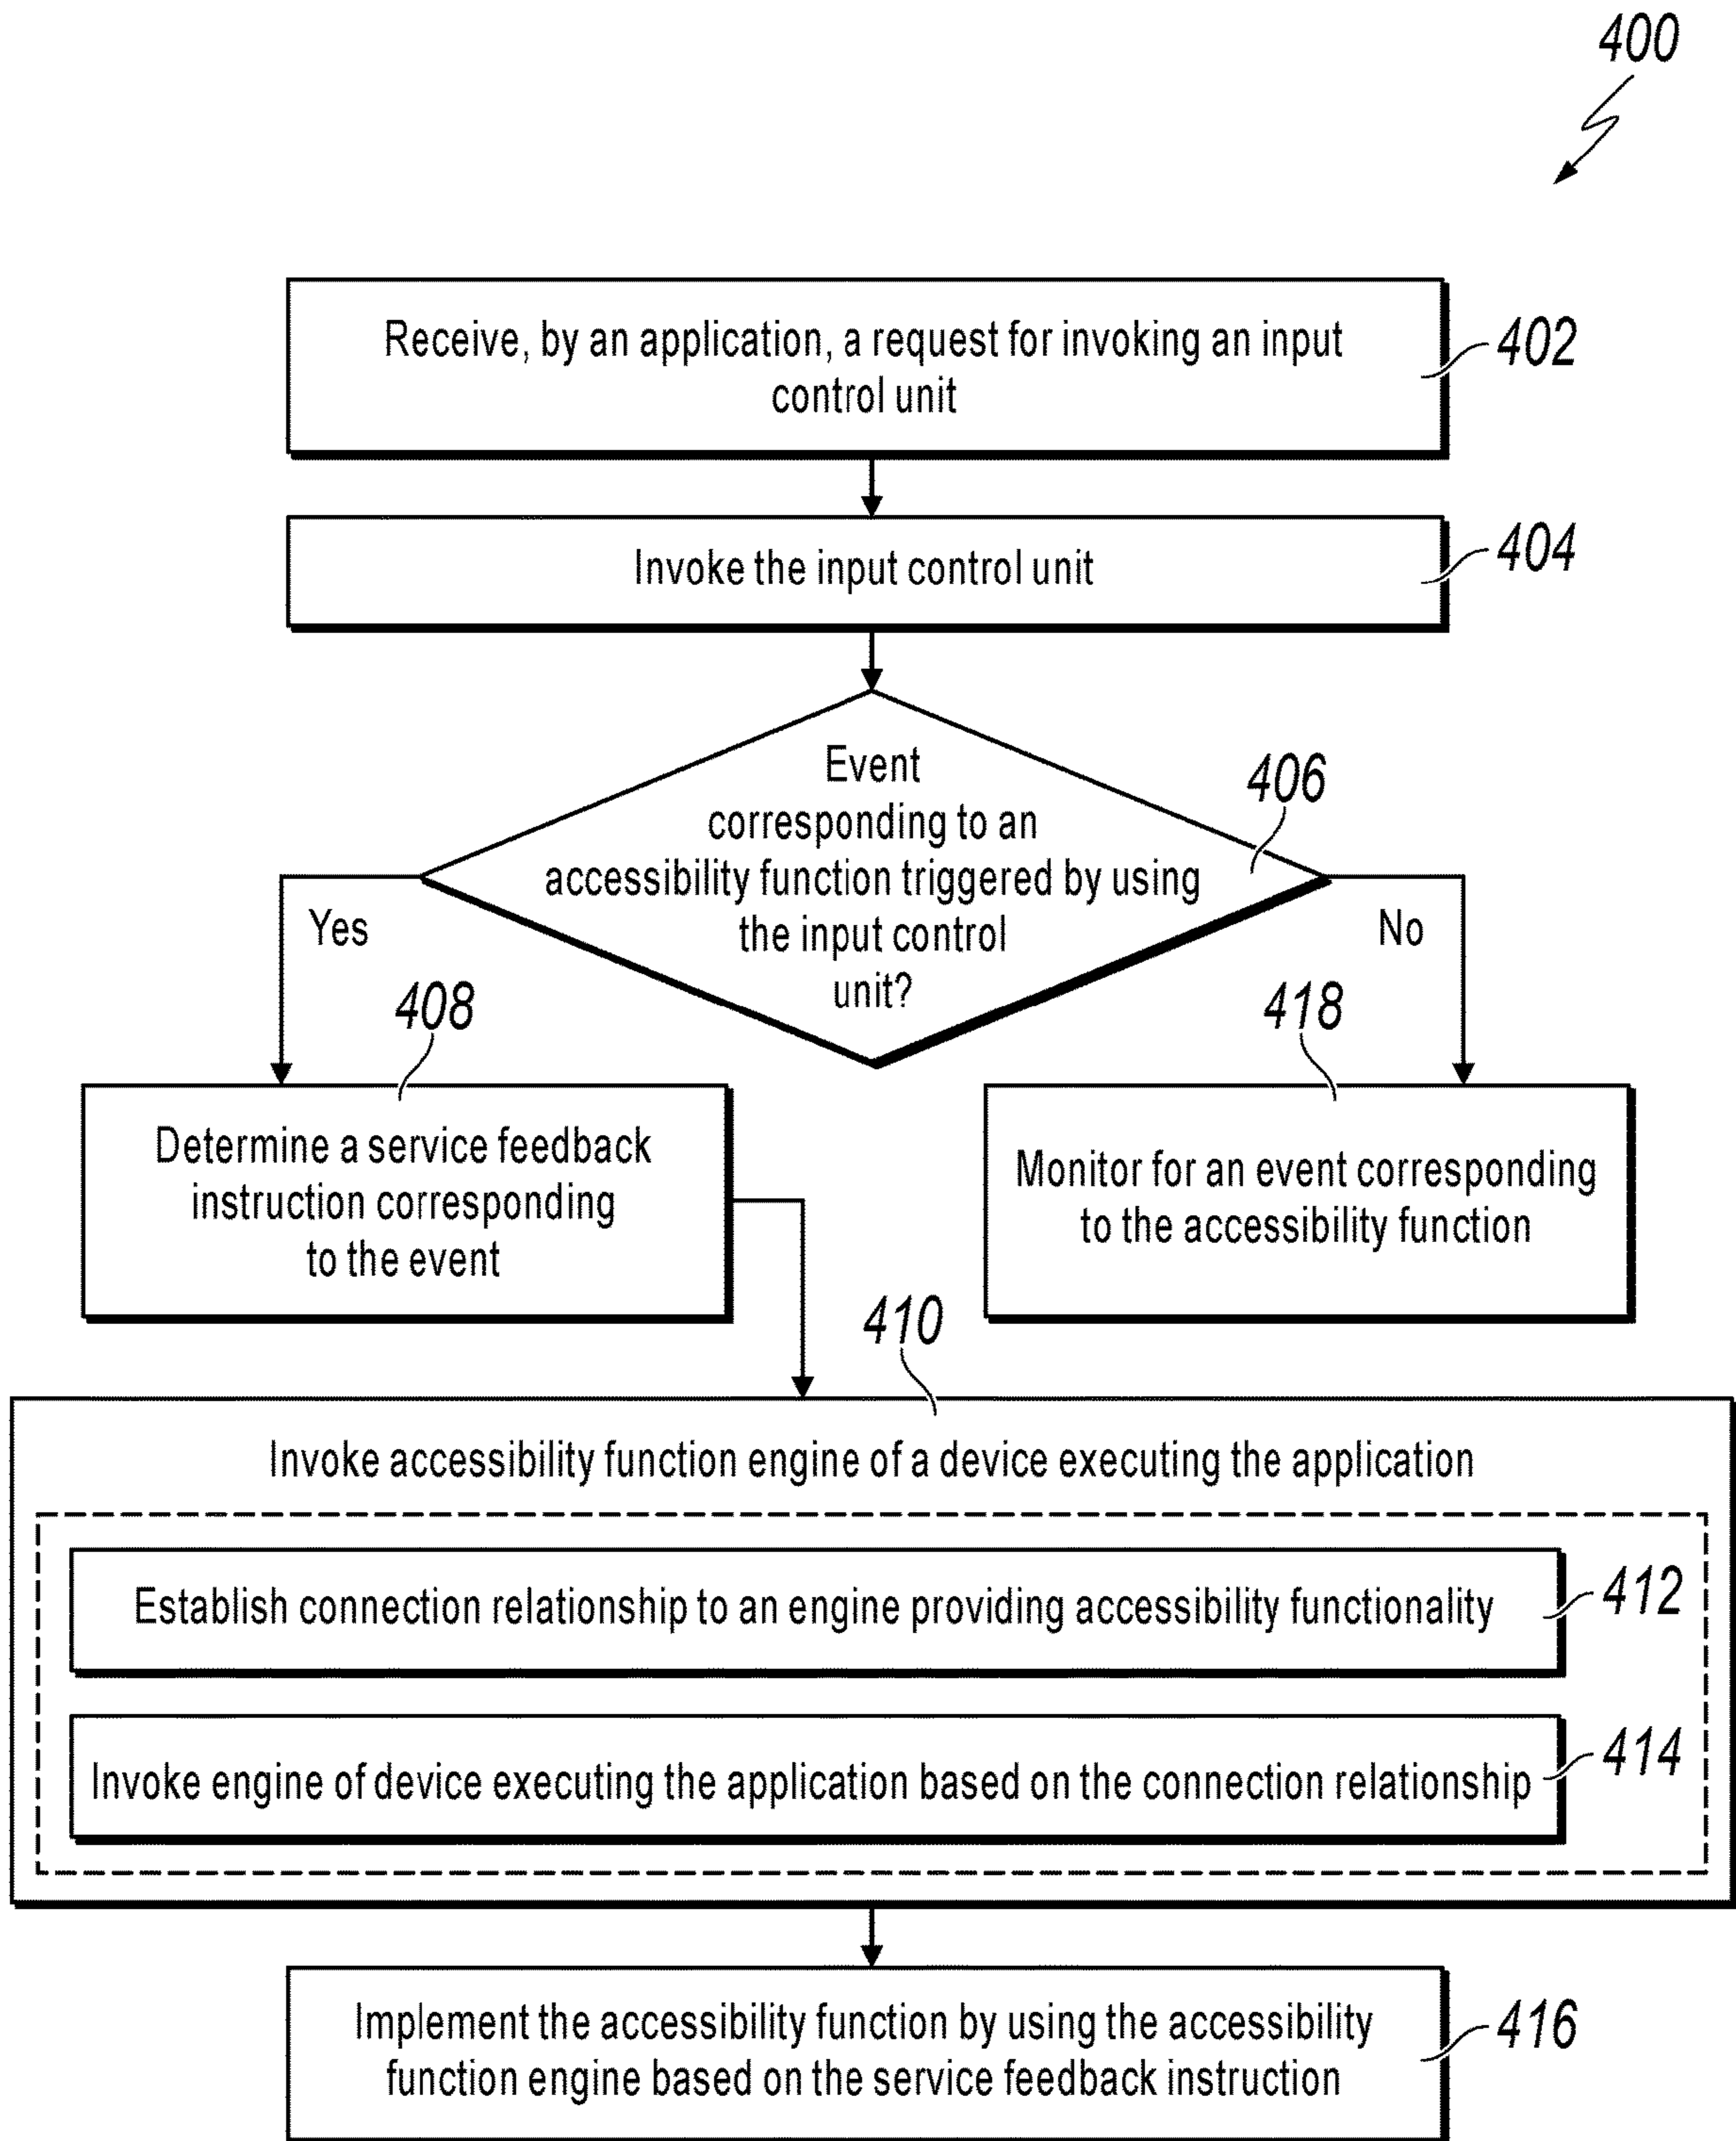 400
Receive, by an application, a request for invoking an input
control unit
402
Invoke the input control unit
404
Event
corresponding to an
accessibility function triggered by using
the input control
unit?
406
Yes
No
408
418
Determine a service feedback
instruction corresponding
to the event
Monitor for an event corresponding
to the accessibility function
410
Invoke accessibility function engine of a device executing the application
Establish connection relationship to an engine providing accessibility functionality
412
Invoke engine of device executing the application based on the connection relationship
414
Implement the accessibility function by using the accessibility
function engine based on the service feedback instruction
416